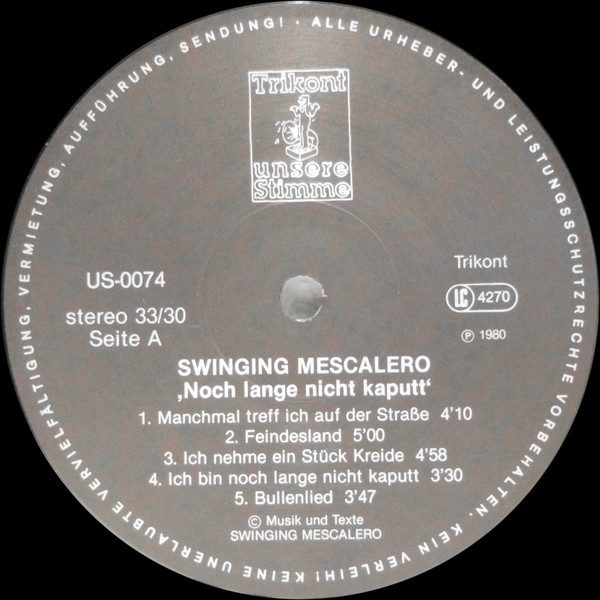 ALLE URHEBER- UND LEISTUNGSSCHUTZRECHTE VORBEHALTEN. KEIN VERLEIH! KEINE UNERLAUBTE VERVIELFÄLTIGUNG, VERMIETUNG, AUFFÜHRUNG, SENDUNG! ·
Trikont
unsere
Stimme
US-0074
stereo 33/30
Seite A
Trikont
LC 4270
Ⓟ 1980
SWINGING MESCALERO
‚Noch lange nicht kaputt‘
1. Manchmal treff ich auf der Straße 4'10
2. Feindesland 5'00
3. Ich nehme ein Stück Kreide 4'58
4. Ich bin noch lange nicht kaputt 3'30
5. Bullenlied 3'47
© Musik und Texte
SWINGING MESCALERO